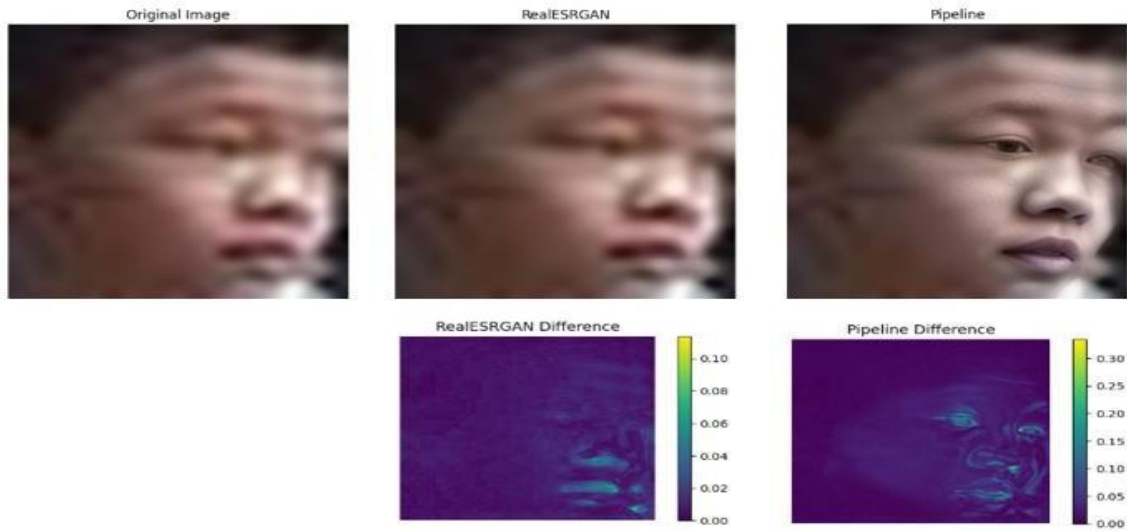 Original Image
RealESRGAN
Pipeline
RealESRGAN Difference
Pipeline Difference
0.10
0.08
0.06
0.04
0.02
0.00
0.30
0.25
0.20
0.15
0.10
0.05
0.00